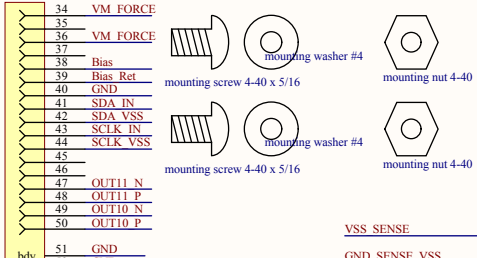 34 VM_FORCE
35
36 VM_FORCE
37
38 Bias
39 Bias_Ret
40 GND
41 SDA_IN
42 SDA_VSS
43 SCLK_IN
44 SCLK_VSS
45
46
47 OUT11_N
48 OUT11_P
49 OUT10_N
50 OUT10_P
51 GND
bdy
mounting washer #4
mounting screw 4-40 x 5/16
mounting nut 4-40
mounting washer #4
mounting screw 4-40 x 5/16
mounting nut 4-40
VSS_SENSE
GND_SENSE_VSS